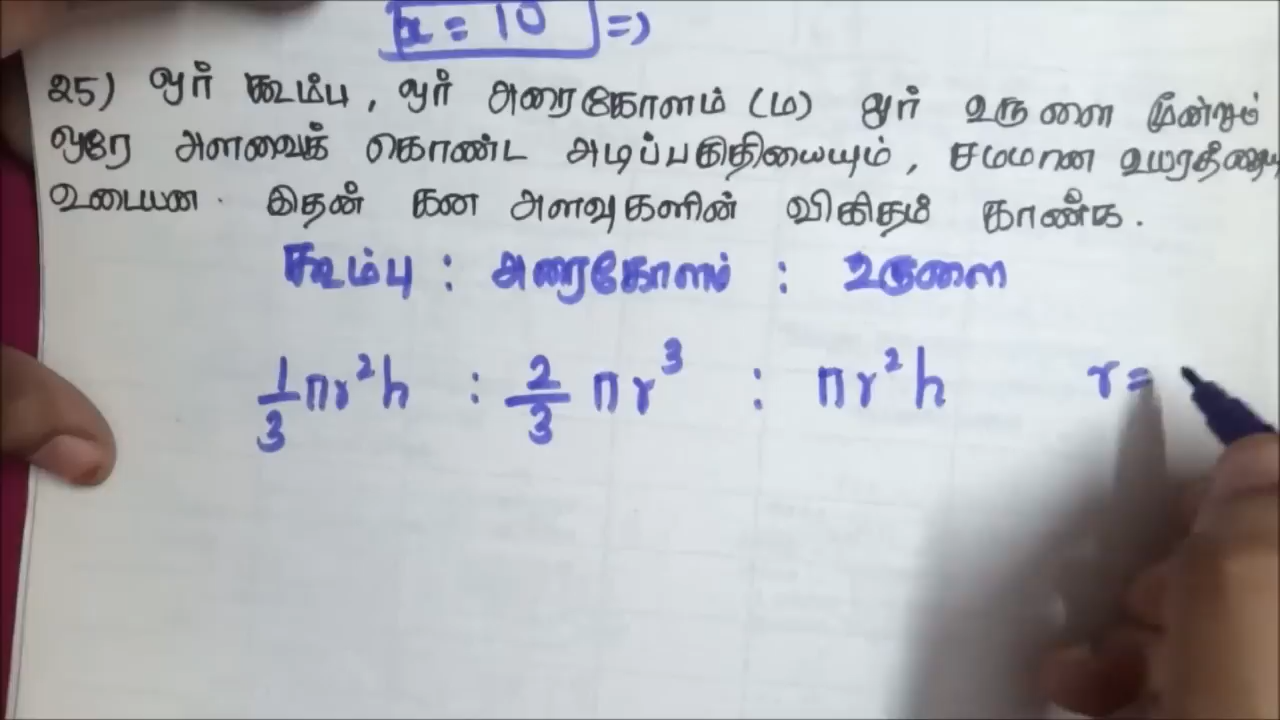 x = 10 =>
25) ஓர் கூம்பு, ஓர் அரைகோளம் (ம) ஓர் உருளை மூன்றும்
ஒரே அளவைக் கொண்ட அடிப்பகுதியையும், சமமான
உடையன. இதன் கன அளவுகளின் விகிதம் காண்க.
கூம்பு : அரைகோளம் : உருளை
1/3 πr²h : 2/3 πr³ : πr²h r=